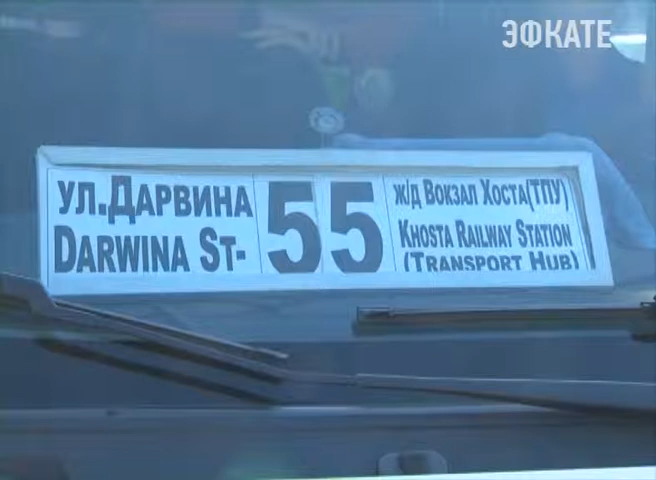 ЭФКАТЕ
ул.Дарвина
Darwina St-
55
ж/д Вокзал Хоста(ТПУ)
Khosta Railway Station
(Transport Hub)